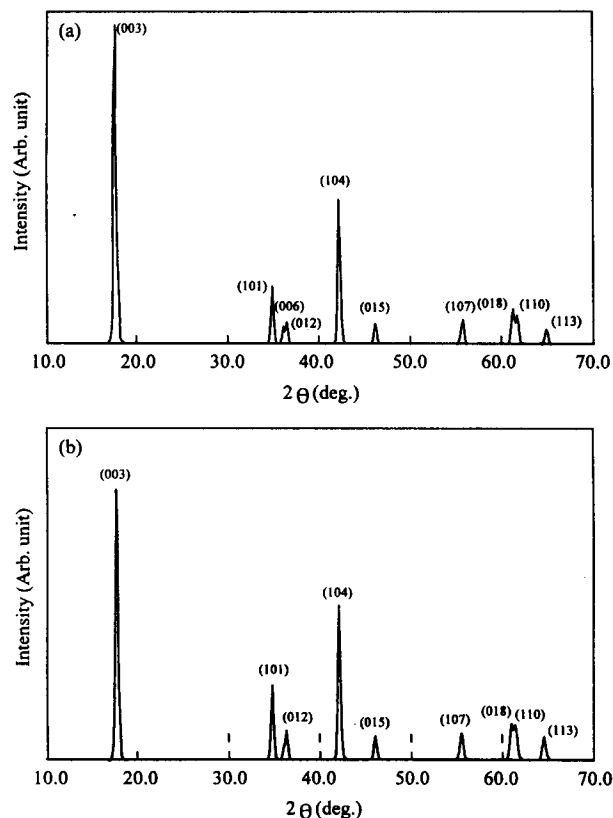 (a)
(003)
(104)
(101)
(006)
(012)
(015)
(107)
(018)
(110)
(113)
Intensity (Arb. unit)
10.0 20.0 30.0 40.0 50.0 60.0 70.0
2 Θ (deg.)
(b)
(003)
(104)
(101)
(012)
(015)
(107)
(018)
(110)
(113)
Intensity (Arb. unit)
10.0 20.0 30.0 40.0 50.0 60.0 70.0
2 Θ (deg.)